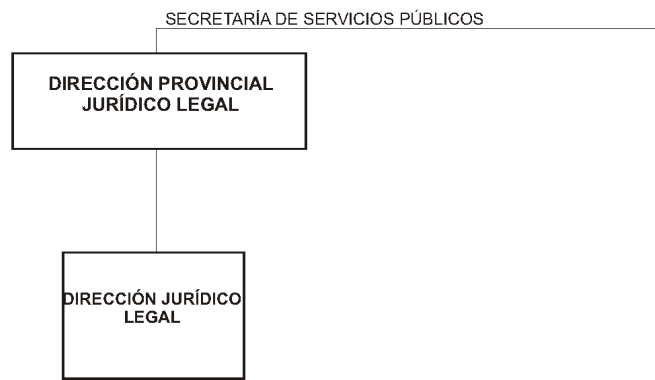 SECRETARÍA DE SERVICIOS PÚBLICOS
DIRECCIÓN PROVINCIAL
JURÍDICO LEGAL
DIRECCIÓN JURÍDICO
LEGAL